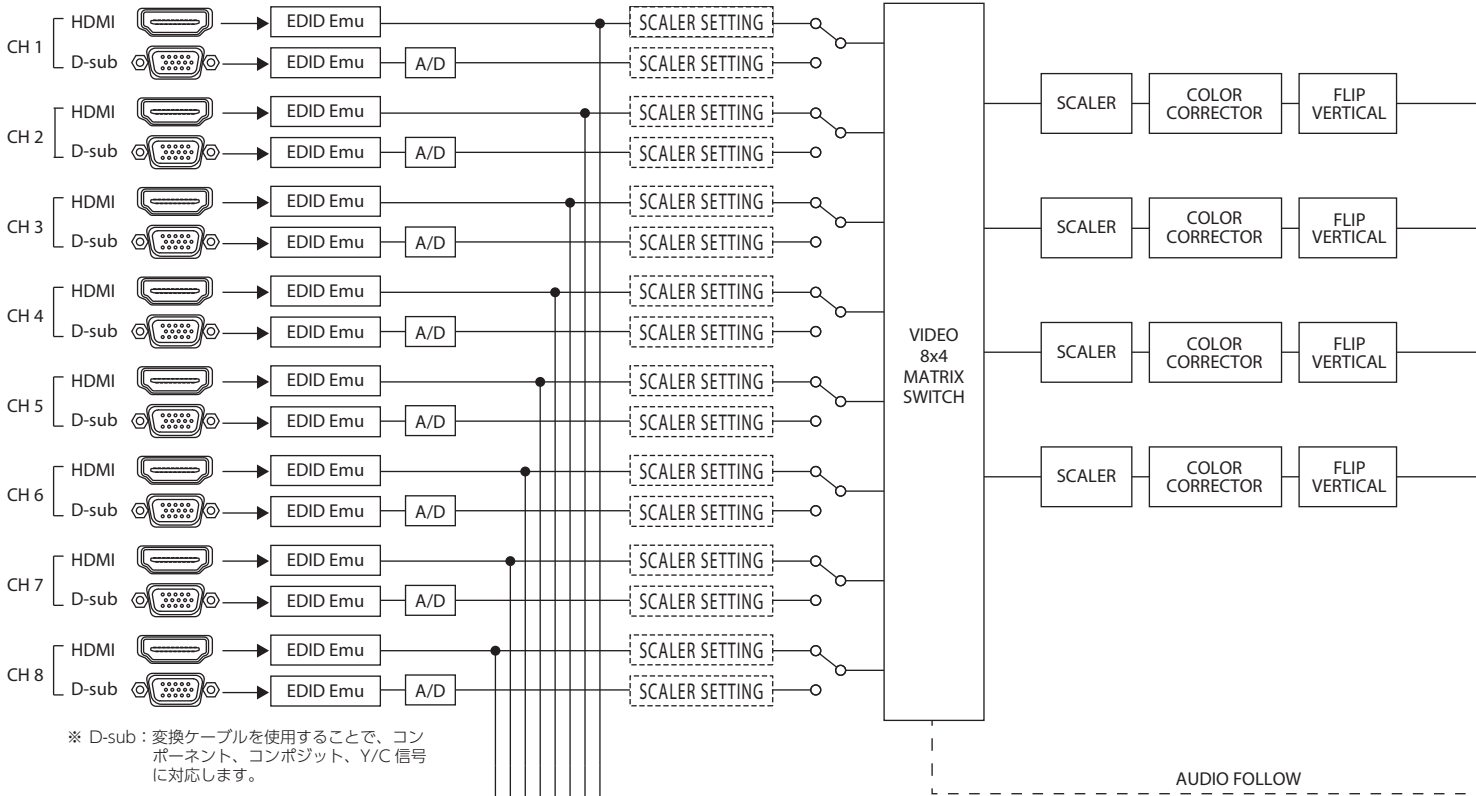 CH 1
HDMI
EDID Emu
SCALER SETTING
D-sub
EDID Emu
A/D
SCALER SETTING
CH 2
HDMI
EDID Emu
SCALER SETTING
D-sub
EDID Emu
A/D
SCALER SETTING
CH 3
HDMI
EDID Emu
SCALER SETTING
D-sub
EDID Emu
A/D
SCALER SETTING
CH 4
HDMI
EDID Emu
SCALER SETTING
D-sub
EDID Emu
A/D
SCALER SETTING
CH 5
HDMI
EDID Emu
SCALER SETTING
D-sub
EDID Emu
A/D
SCALER SETTING
CH 6
HDMI
EDID Emu
SCALER SETTING
D-sub
EDID Emu
A/D
SCALER SETTING
CH 7
HDMI
EDID Emu
SCALER SETTING
D-sub
EDID Emu
A/D
SCALER SETTING
CH 8
HDMI
EDID Emu
SCALER SETTING
D-sub
EDID Emu
A/D
SCALER SETTING
※ D-sub：変換ケーブルを使用することで、コン
ポーネント、コンポジット、Y/C 信号
に対応します。
VIDEO
8x4
MATRIX
SWITCH
SCALER
COLOR
CORRECTOR
FLIP
VERTICAL
SCALER
COLOR
CORRECTOR
FLIP
VERTICAL
SCALER
COLOR
CORRECTOR
FLIP
VERTICAL
SCALER
COLOR
CORRECTOR
FLIP
VERTICAL
AUDIO FOLLOW